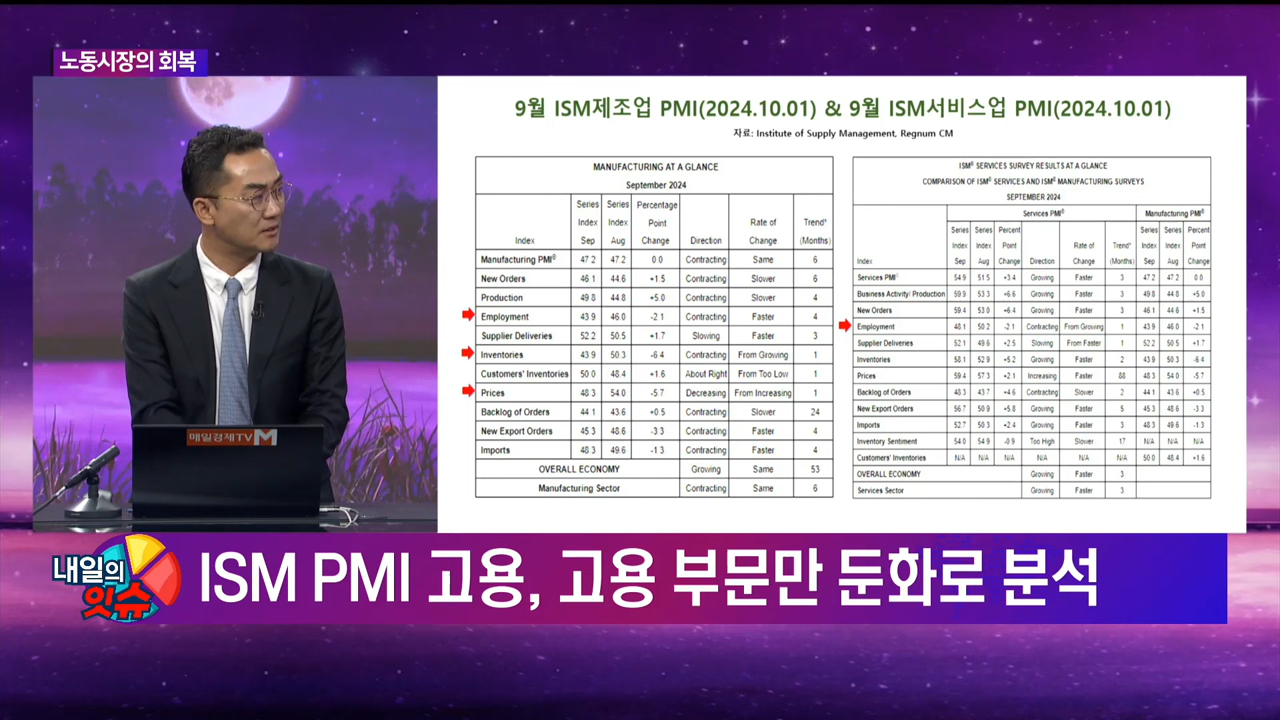 노동시장의 회복
9월 ISM제조업 PMI(2024.10.01) & 9월 ISM서비스업 PMI(2024.10.01)
자료: Institute of Supply Management, Regnum CM
MANUFACTURING AT A GLANCE
September 2024
Index Series Index Sep Series Index Aug Percentage Point Change Direction Rate of Change Trend* (Months)
Manufacturing PMI® 47.2 47.2 0.0 Contracting Same 6
New Orders 46.1 44.6 +1.5 Contracting Slower 6
Production 49.8 44.8 +5.0 Contracting Slower 4
Employment 43.9 46.0 -2.1 Contracting Faster 4
Supplier Deliveries 52.2 50.5 +1.7 Slowing Faster 3
Inventories 43.9 50.3 -6.4 Contracting From Growing 1
Customers' Inventories 50.0 48.4 +1.6 About Right From Too Low 1
Prices 48.3 54.0 -5.7 Decreasing From Increasing 1
Backlog of Orders 44.1 43.6 +0.5 Contracting Slower 24
New Export Orders 45.3 48.6 -3.3 Contracting Faster 4
Imports 48.3 49.6 -1.3 Contracting Faster 4
OVERALL ECONOMY Growing Same 53
Manufacturing Sector Contracting Same 6
ISM® SERVICES SURVEY RESULTS AT A GLANCE
COMPARISON OF ISM® SERVICES AND ISM® MANUFACTURING SURVEYS
SEPTEMBER 2024
Services PMI® Manufacturing PMI®
Index Series Index Sep Series Index Aug Percent Point Change Direction Rate of Change Trend* (Months) Series Index Sep Series Index Aug Percent Point Change
Services PMI® 54.9 51.5 +3.4 Growing Faster 3 47.2 47.2 0.0
Business Activity/ Production 59.9 53.3 +6.6 Growing Faster 3 49.8 44.8 +5.0
New Orders 59.4 53.0 +6.4 Growing Faster 3 46.1 44.6 +1.5
Employment 48.1 50.2 -2.1 Contracting From Growing 1 43.9 46.0 -2.1
Supplier Deliveries 52.1 49.6 +2.5 Slowing From Faster 1 52.2 50.5 +1.7
Inventories 58.1 52.9 +5.2 Growing Faster 2 43.9 50.3 -6.4
Prices 59.4 57.3 +2.1 Increasing Faster 88 48.3 54.0 -5.7
Backlog of Orders 48.3 43.7 +4.6 Contracting Slower 2 44.1 43.6 +0.5
New Export Orders 56.7 50.9 +5.8 Growing Faster 5 45.3 48.6 -3.3
Imports 52.7 50.3 +2.4 Growing Faster 3 48.3 49.6 -1.3
Inventory Sentiment 54.0 54.9 -0.9 Too High Slower 17 N/A N/A N/A
Customers' Inventories N/A N/A N/A N/A N/A N/A 50.0 48.4 +1.6
OVERALL ECONOMY Growing Faster 3
Services Sector Growing Faster 3
매일경제TV M
내일의 잇슈
ISM PMI 고용, 고용 부문만 둔화로 분석